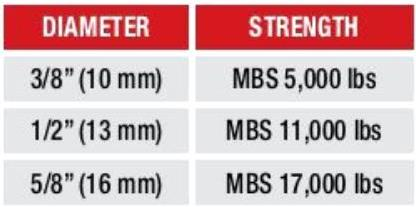 DIAMETER STRENGTH
3/8” (10 mm) MBS 5,000 lbs
1/2” (13 mm) MBS 11,000 lbs
5/8” (16 mm) MBS 17,000 lbs